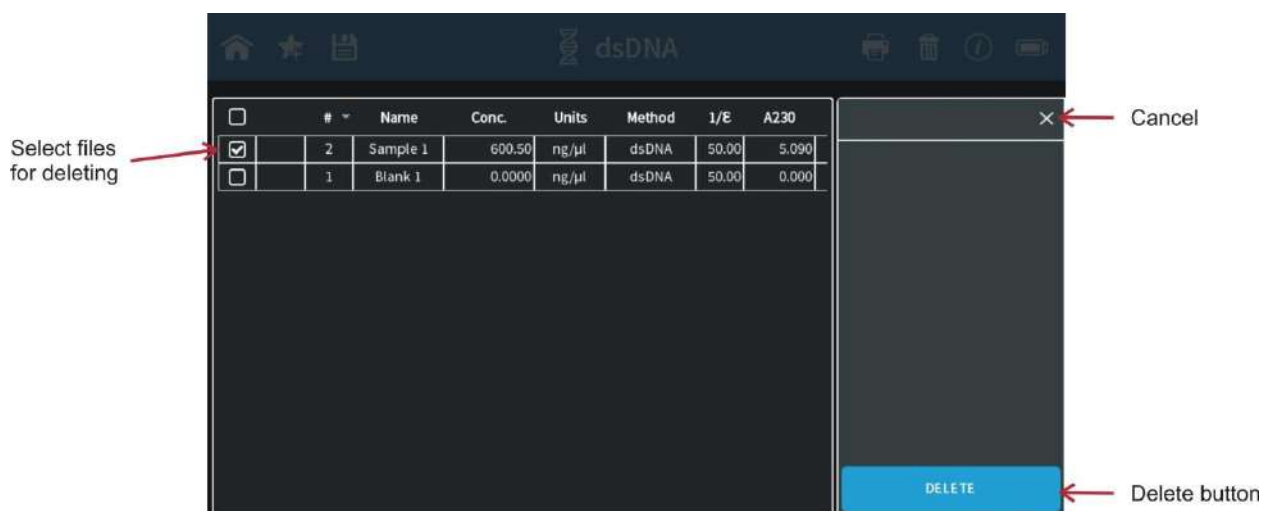 dsDNA
# Name Conc. Units Method 1/ε A230
2 Sample 1 600.50 ng/µl dsDNA 50.00 5.090
1 Blank 1 0.0000 ng/µl dsDNA 50.00 0.000
Select files
for deleting
Cancel
DELETE
Delete button